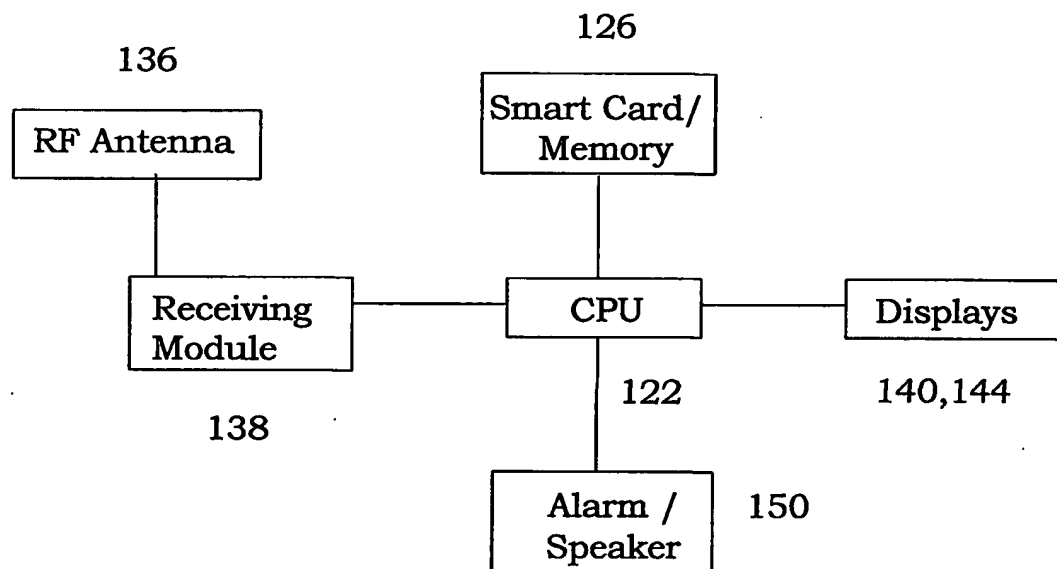 126
136
Smart Card/
Memory
RF Antenna
Receiving
Module
CPU
Displays
122
140,144
138
Alarm /
Speaker
150